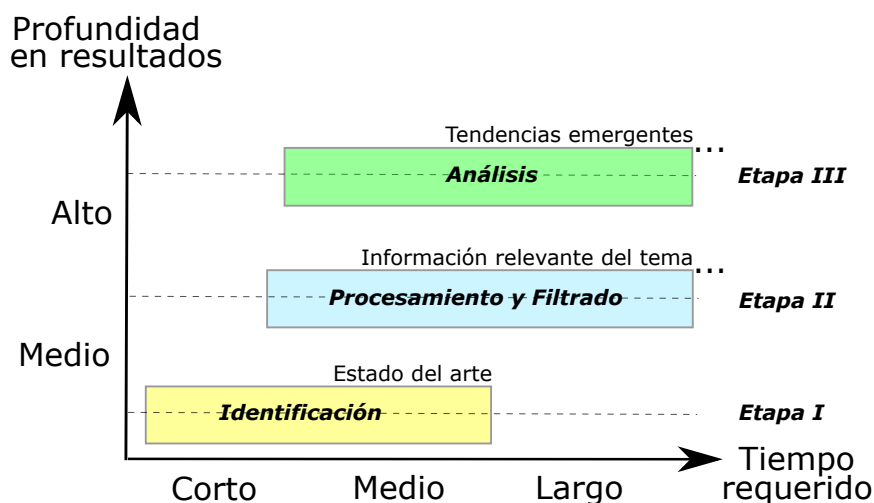 Profundidad
en resultados
Tendencias emergentes
...
Análisis
Etapa III
Alto
Información relevante del tema
...
Procesamiento y Filtrado
Etapa II
Medio
Estado del arte
Identificación
Etapa I
Corto
Medio
Largo
Tiempo
requerido